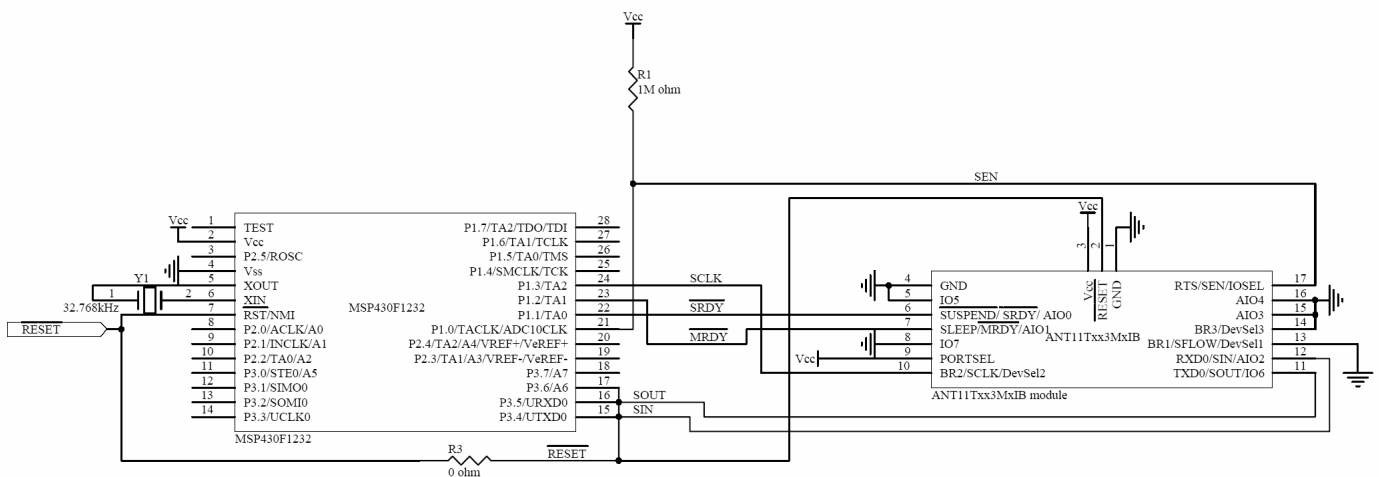 Vcc
R1
1M ohm
SEN
Vcc
1 TEST
2 Vcc
3 P2.5/ROSC
4 Vss
5 XOUT
6 XIN
7 RST/NMI
8 P2.0/ACLK/A0
9 P2.1/INCLK/A1
10 P2.2/TA0/A2
11 P3.0/STE0/A5
12 P3.1/SIMO0
13 P3.2/SOMI0
14 P3.3/UCLK0
Y1
1 2
32.768kHz
RESET
MSP430F1232
P1.7/TA2/TDO/TDI 28
P1.6/TA1/TCLK 27
P1.5/TA0/TMS 26
P1.4/SMCLK/TCK 25
P1.3/TA2 24
P1.2/TA1 23
P1.1/TA0 22
P1.0/TACLK/ADC10CLK 21
P2.4/TA2/A4/VREF+/VeREF+ 20
P2.3/TA1/A3/VREF-/VeREF- 19
P3.7/A7 18
P3.6/A6 17
P3.5/URXD0 16
P3.4/UTXD0 15
MSP430F1232
SCLK
SRDY
MRDY
SOUT
SIN
R3
0 ohm
RESET
Vcc
3 2 1
Vcc
RESET
GND
4 GND
5 IO5
6 SUSPEND/ SRDY/ AIO0
7 SLEEP/MRDY/AIO1
8 IO7
Vcc
9 PORTSEL
10 BR2/SCLK/DevSel2
ANT11Txx3MxIB
RTS/SEN/IOSEL 17
AIO4 16
AIO3 15
BR3/DevSel3 14
BR1/SFLOW/DevSel1 13
RXD0/SIN/AIO2 12
TXD0/SOUT/IO6 11
ANT11Txx3MxIB module